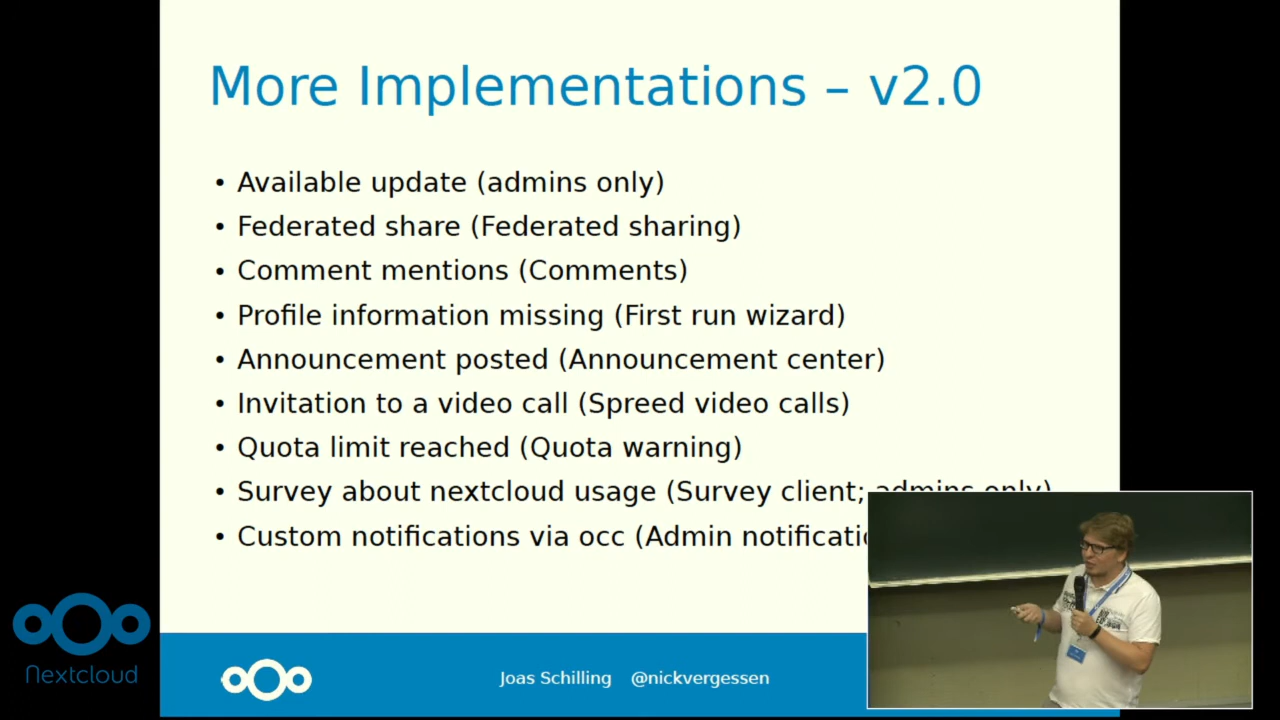 More Implementations – v2.0
• Available update (admins only)
• Federated share (Federated sharing)
• Comment mentions (Comments)
• Profile information missing (First run wizard)
• Announcement posted (Announcement center)
• Invitation to a video call (Spreed video calls)
• Quota limit reached (Quota warning)
• Survey about nextcloud usage (Survey client; admins only)
• Custom notifications via occ (Admin
Nextcloud
Joas Schilling @nickvergessen